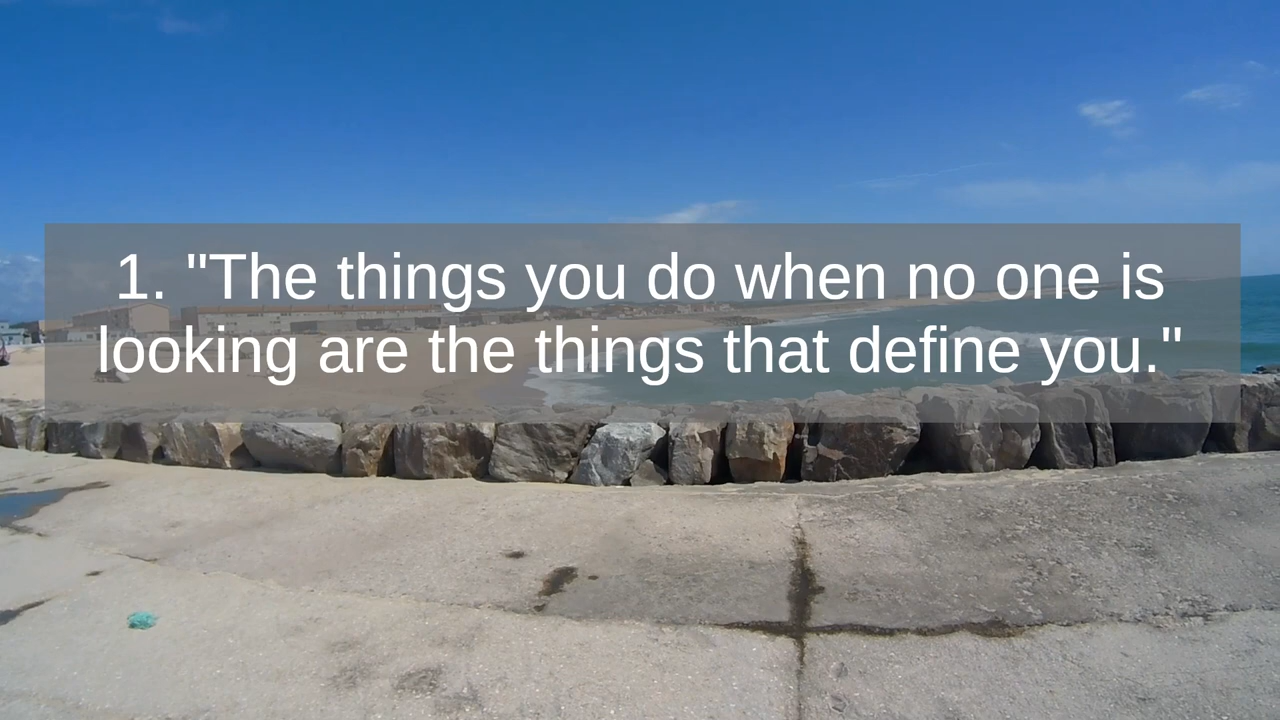 1. "The things you do when no one is
looking are the things that define you."